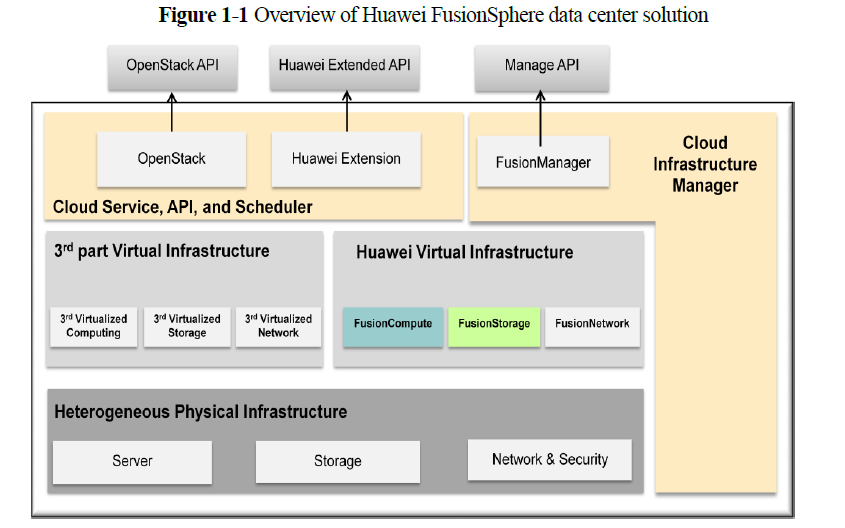 Figure 1-1 Overview of Huawei FusionSphere data center solution
OpenStack API
Huawei Extended API
Manage API
OpenStack
Huawei Extension
FusionManager
Cloud
Infrastructure
Manager
Cloud Service, API, and Scheduler
3rd part Virtual Infrastructure
3rd Virtualized
Computing
3rd Virtualized
Storage
3rd Virtualized
Network
Huawei Virtual Infrastructure
FusionCompute
FusionStorage
FusionNetwork
Heterogeneous Physical Infrastructure
Server
Storage
Network & Security